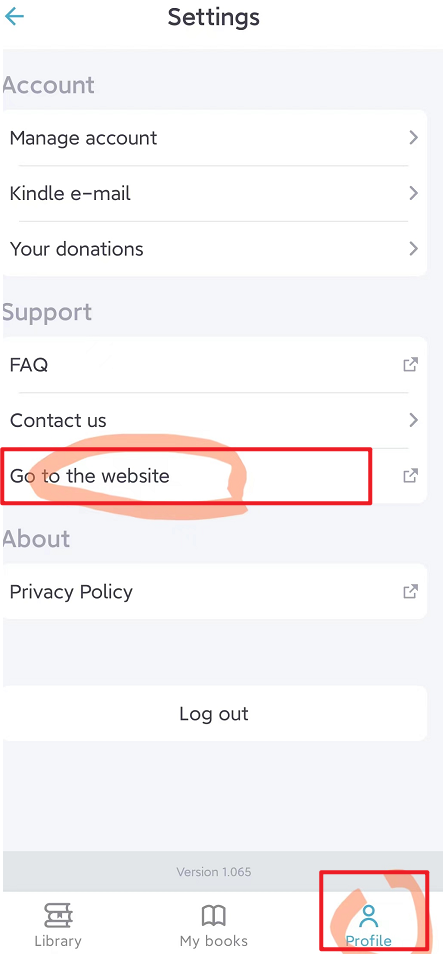 Settings
Account
Manage account
Kindle e-mail
Your donations
Support
FAQ
Contact us
Go to the website
About
Privacy Policy
Log out
Version 1.065
Library
My books
Profile